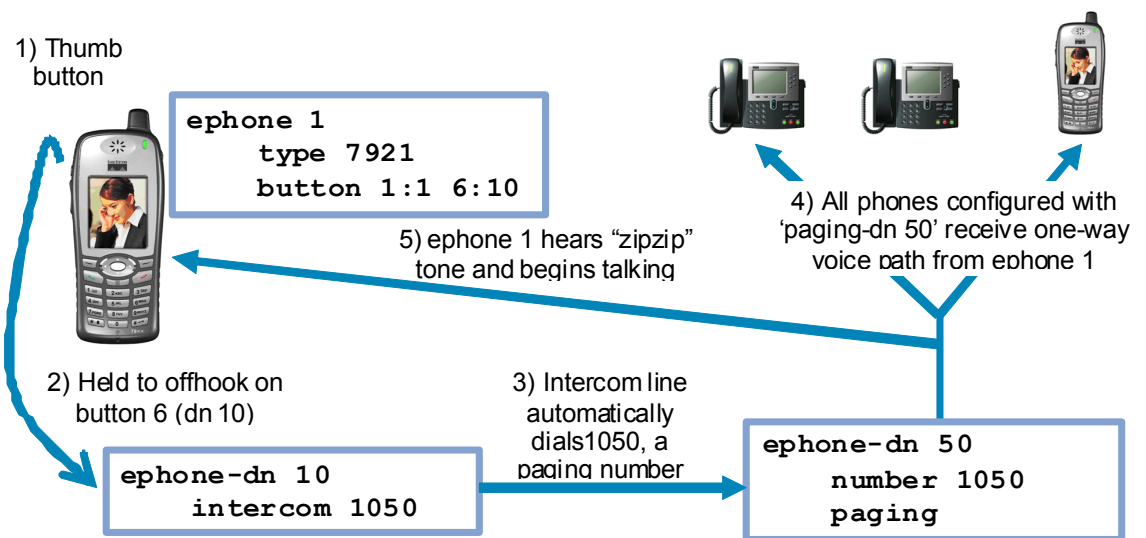 1) Thumb
button
ephone 1
type 7921
button 1:1 6:10
5) ephone 1 hears “zipzip”
tone and begins talking
4) All phones configured with
‘paging-dn 50’ receive one-way
voice path from ephone 1
2) Held to offhook on
button 6 (dn 10)
3) Intercom line
automatically
dials1050, a
paging number
ephone-dn 10
intercom 1050
ephone-dn 50
number 1050
paging